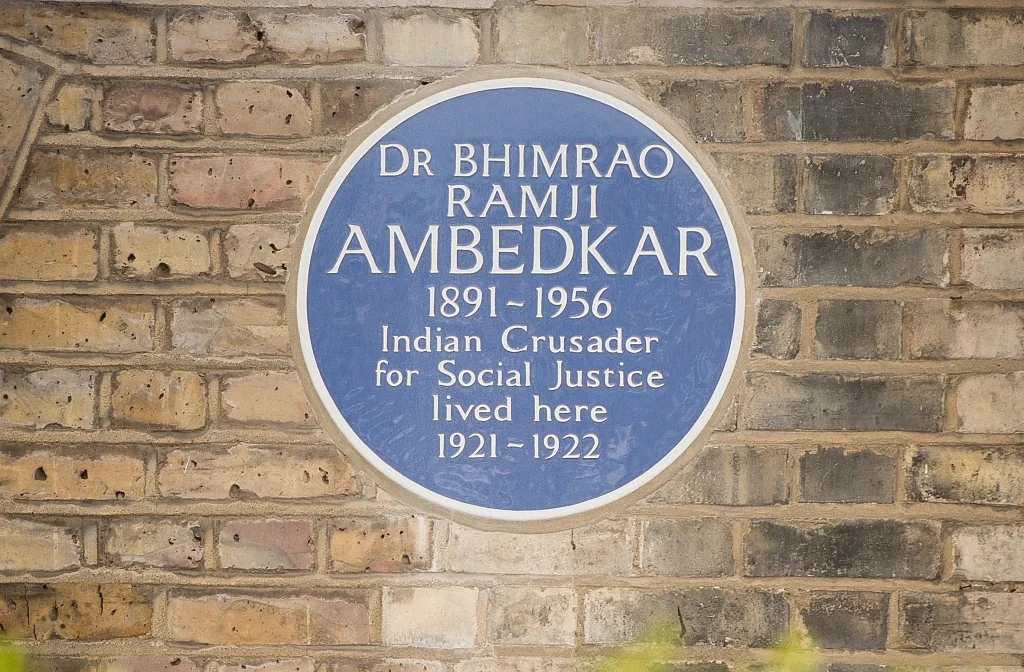 DR BHIMRAO
RAMJI
AMBEDKAR
1891 - 1956
Indian Crusader
for Social Justice
lived here
1921 - 1922